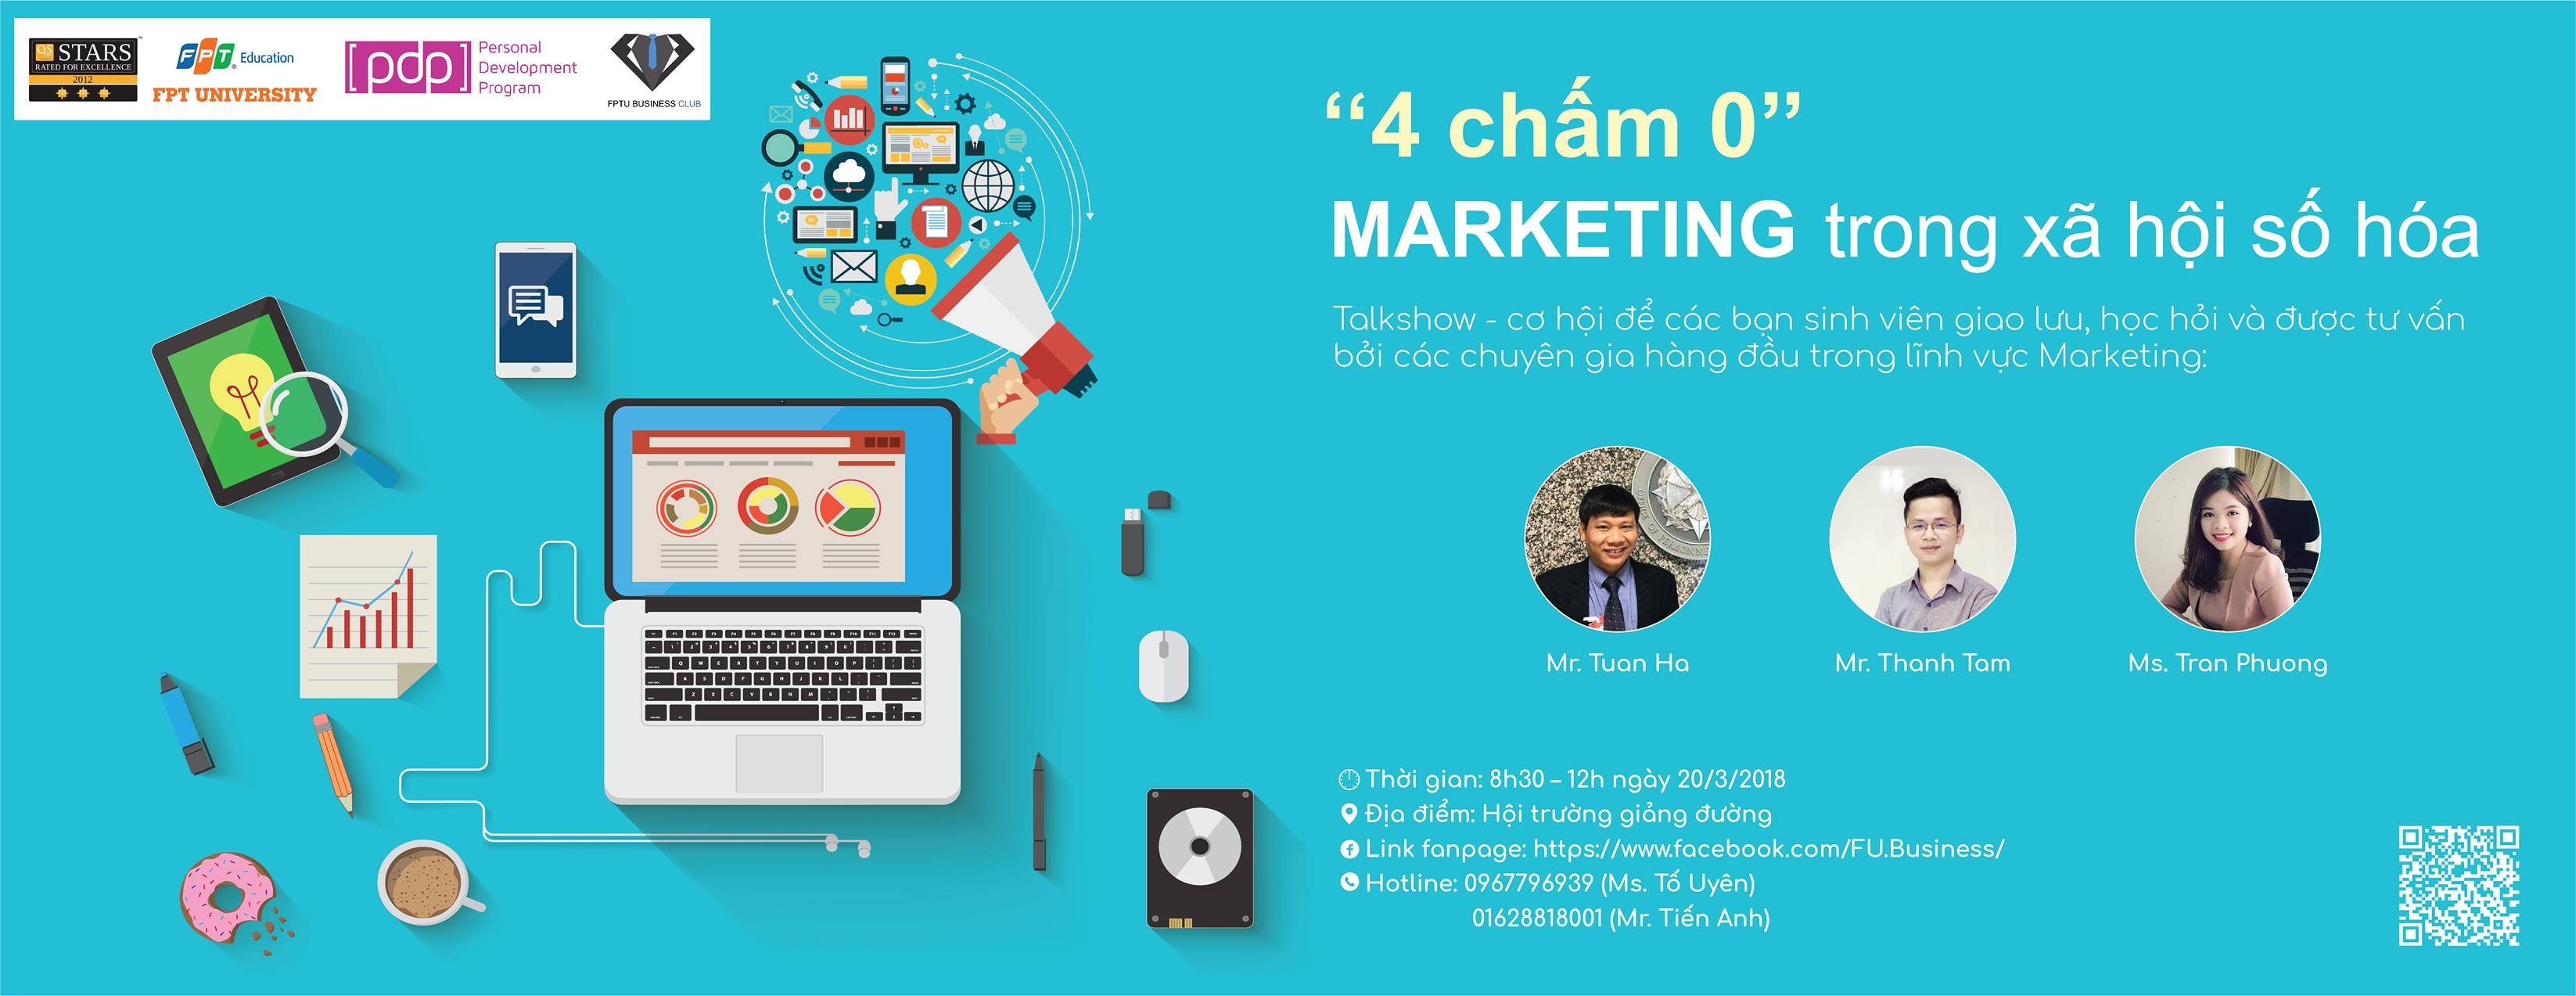 QS STARS
RATED FOR EXCELLENCE
2012
FPT Education
FPT UNIVERSITY
[pdp] Personal
Development
Program
FPTU BUSINESS CLUB
“4 chấm 0”
MARKETING trong xã hội số hóa
Talkshow - cơ hội để các bạn sinh viên giao lưu, học hỏi và được tư vấn
bởi các chuyên gia hàng đầu trong lĩnh vực Marketing:
Mr. Tuan Ha
Mr. Thanh Tam
Ms. Tran Phuong
Thời gian: 8h30 – 12h ngày 20/3/2018
Địa điểm: Hội trường giảng đường
Link fanpage: https://www.facebook.com/FU.Business/
Hotline: 0967796939 (Ms. Tố Uyên)
01628818001 (Mr. Tiến Anh)